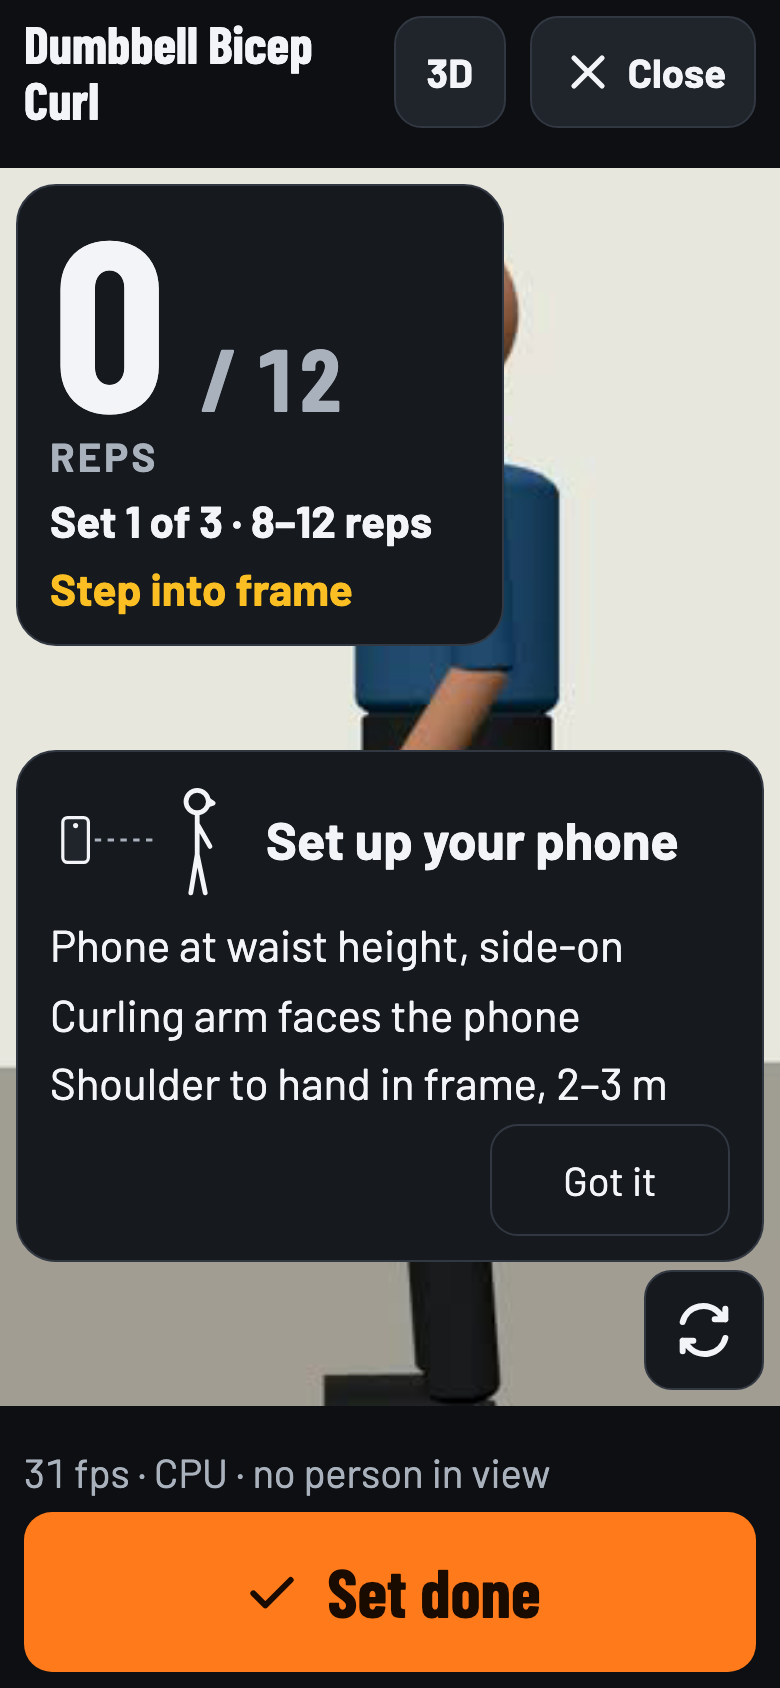 Dumbbell Bicep
Curl
3D
Close
0 / 12
REPS
Set 1 of 3 · 8–12 reps
Step into frame
Set up your phone
Phone at waist height, side-on
Curling arm faces the phone
Shoulder to hand in frame, 2–3 m
Got it
31 fps · CPU · no person in view
Set done